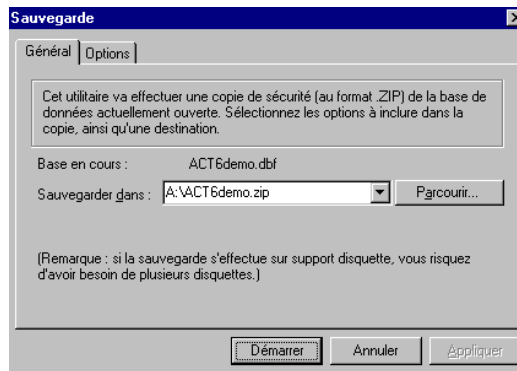 Sauvegarde
Général
Options
Cet utilitaire va effectuer une copie de sécurité (au format .ZIP) de la base de
données actuellement ouverte. Sélectionnez les options à inclure dans la
copie, ainsi qu'une destination.
Base en cours : ACT6demo.dbf
Sauvegarder dans : A:\ACT6demo.zip Parcourir...
(Remarque : si la sauvegarde s'effectue sur support disquette, vous risquez
d'avoir besoin de plusieurs disquettes.)
Démarrer Annuler Appliquer